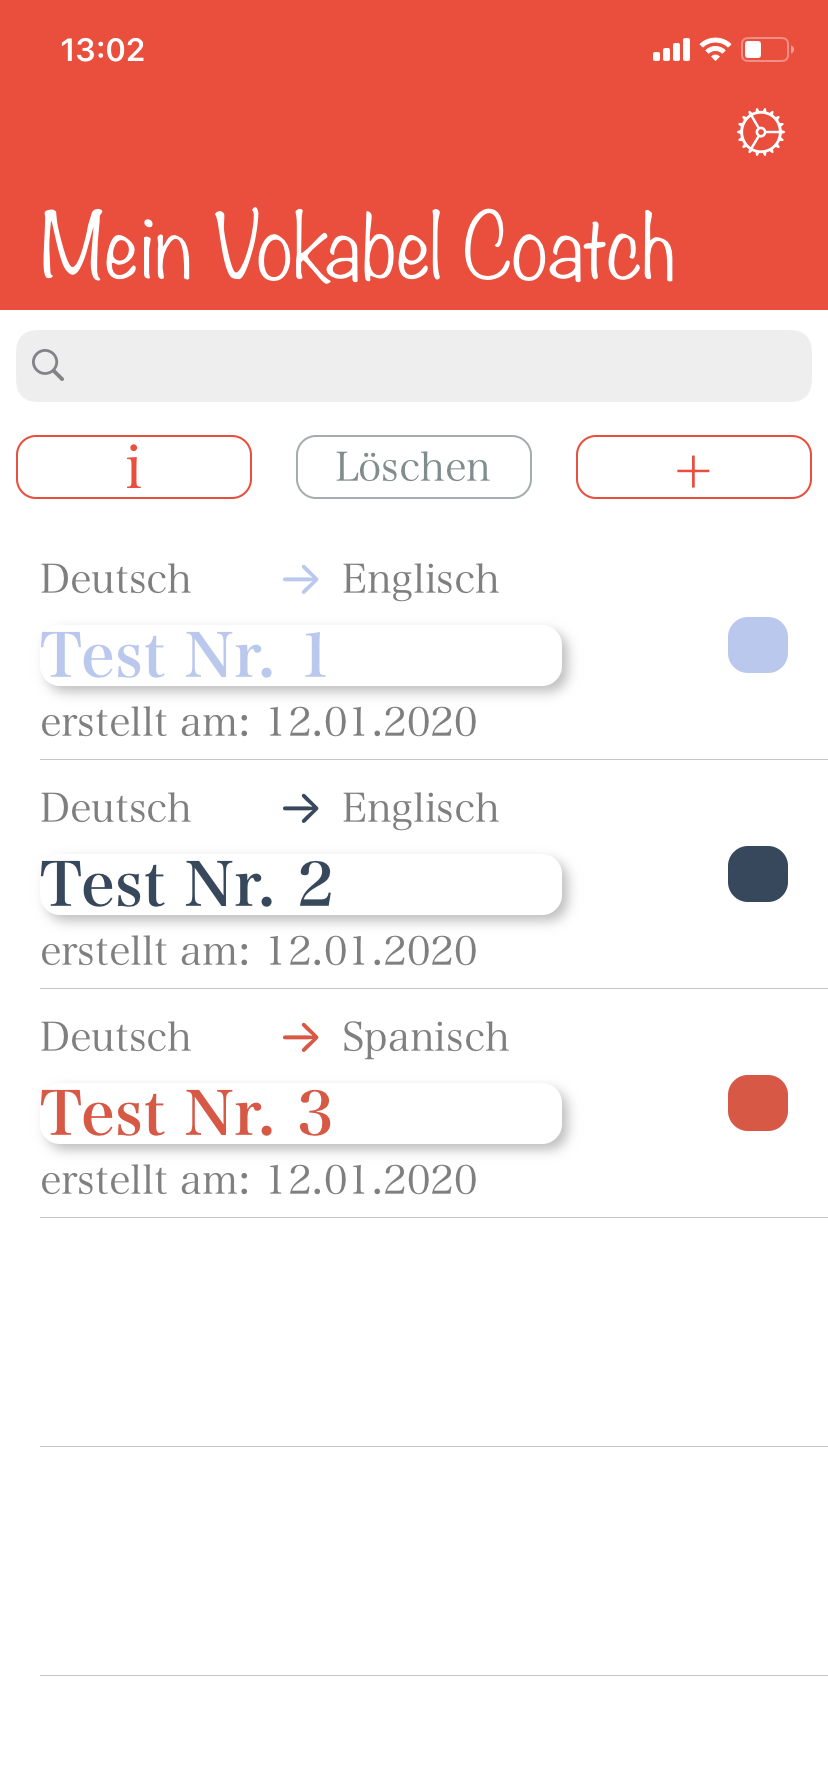 13:02
Mein Vokabel Coatch
i
Löschen
+
Deutsch → Englisch
Test Nr. 1
erstellt am: 12.01.2020
Deutsch → Englisch
Test Nr. 2
erstellt am: 12.01.2020
Deutsch → Spanisch
Test Nr. 3
erstellt am: 12.01.2020